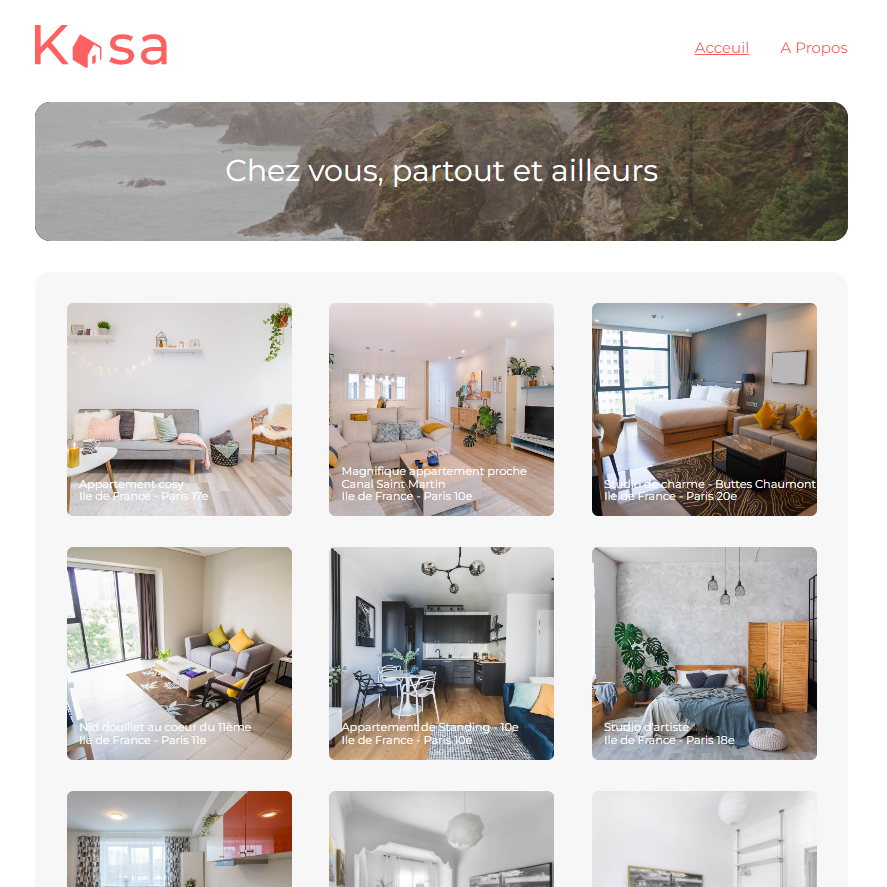 Kasa
Acceuil
A Propos
Chez vous, partout et ailleurs
Appartement cosy
Ile de France - Paris 17e
Magnifique appartement proche
Canal Saint Martin
Ile de France - Paris 10e
Studio de charme - Buttes Chaumont
Ile de France - Paris 20e
Nid douillet au coeur du 11ème
Ile de France - Paris 11e
Appartement de Standing - 10e
Ile de France - Paris 10e
Studio d'artiste
Ile de France - Paris 18e